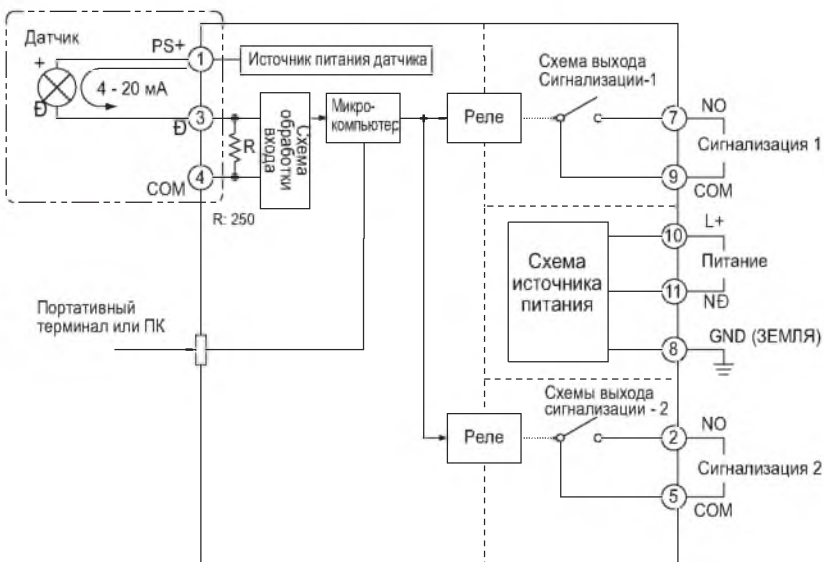 Датчик
+
Đ
4 - 20 мА
PS+
1
Источник питания датчика
3
Đ
R
4
COM
R: 250
Схема
обработки
входа
Микро-
компьютер
Реле
Схема выхода
Сигнализации-1
7
NO
Сигнализация 1
9
COM
Схема
источника
питания
10
L+
Питание
11
NĐ
8
GND (ЗЕМЛЯ)
Портативный
терминал или ПК
Реле
Схемы выхода
сигнализации - 2
2
NO
Сигнализация 2
5
COM